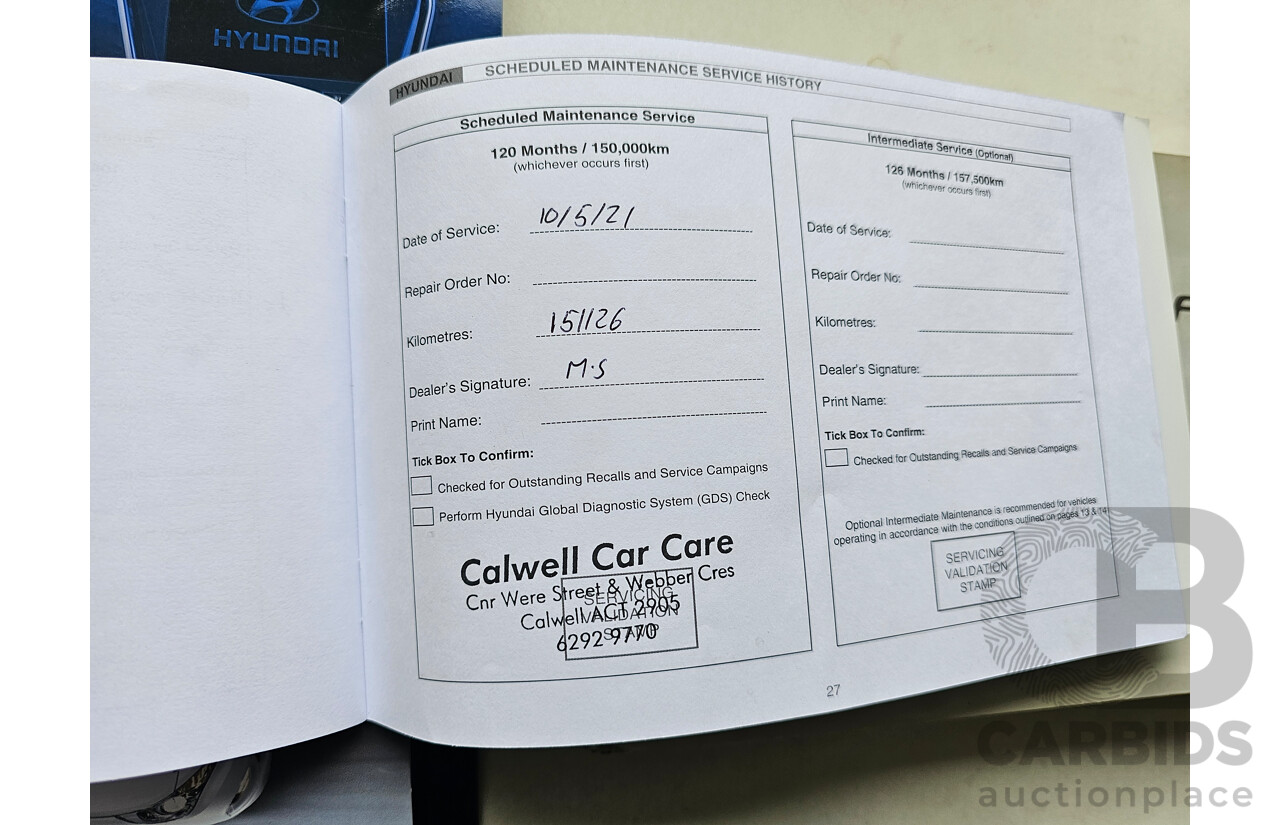 HYUNDAI
HYUNDAI SCHEDULED MAINTENANCE SERVICE HISTORY
Scheduled Maintenance Service
120 Months / 150,000km
(whichever occurs first)
Date of Service: 10/5/21
Repair Order No:
Kilometres: 151126
Dealer's Signature: M.S
Print Name:
Tick Box To Confirm:
Checked for Outstanding Recalls and Service Campaigns
Perform Hyundai Global Diagnostic System (GDS) Check
Calwell Car Care
Cnr Were Street & Webber Cres
Calwell ACT 2905
6292 9770
SERVICING
VALIDATION
STAMP
Intermediate Service (Optional)
126 Months / 157,500km
(whichever occurs first)
Date of Service:
Repair Order No:
Kilometres:
Dealer's Signature:
Print Name:
Tick Box To Confirm:
Checked for Outstanding Recalls and Service Campaigns
Optional Intermediate Maintenance is recommended for vehicles
operating in accordance with the conditions outlined on pages 13 & 14
SERVICING
VALIDATION
STAMP
27
CB
CARBIDS
auctionplace